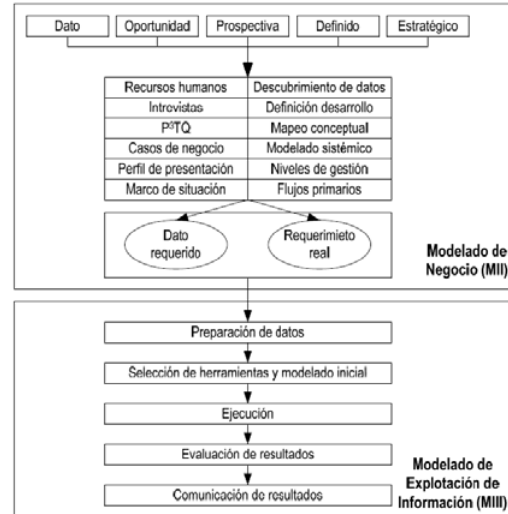 Dato
Oportunidad
Prospectiva
Definido
Estratégico
Recursos humanos
Descubrimiento de datos
Intrevistas
Definición desarrollo
P³TQ
Mapeo conceptual
Casos de negocio
Modelado sistémico
Perfil de presentación
Niveles de gestión
Marco de situación
Flujos primarios
Dato
requerido
Requerimieto
real
Modelado de
Negocio (MII)
Preparación de datos
Selección de herramientas y modelado inicial
Ejecución
Evaluación de resultados
Comunicación de resultados
Modelado de
Explotación de
Información (MIII)